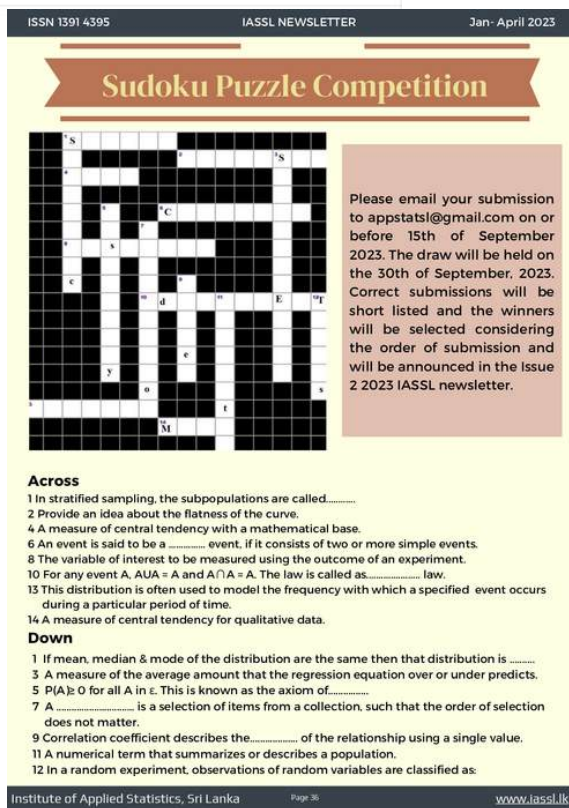 ISSN 1391 4395 IASSL NEWSLETTER Jan- April 2023
Sudoku Puzzle Competition
S
S
C
s
c
d E T
e
y
o s
t
M
Please email your submission
to appstatsl@gmail.com on or
before 15th of September
2023. The draw will be held on
the 30th of September, 2023.
Correct submissions will be
short listed and the winners
will be selected considering
the order of submission and
will be announced in the Issue
2 2023 IASSL newsletter.
Across
1 In stratified sampling, the subpopulations are called............
2 Provide an idea about the flatness of the curve.
4 A measure of central tendency with a mathematical base.
6 An event is said to be a ............... event, if it consists of two or more simple events.
8 The variable of interest to be measured using the outcome of an experiment.
10 For any event A, AUA = A and A∩A = A. The law is called as...................... law.
13 This distribution is often used to model the frequency with which a specified event occurs
during a particular period of time.
14 A measure of central tendency for qualitative data.
Down
1 If mean, median & mode of the distribution are the same then that distribution is ..........
3 A measure of the average amount that the regression equation over or under predicts.
5 P(A)≥ 0 for all A in ε. This is known as the axiom of................
7 A .............................. is a selection of items from a collection, such that the order of selection
does not matter.
9 Correlation coefficient describes the................... of the relationship using a single value.
11 A numerical term that summarizes or describes a population.
12 In a random experiment, observations of random variables are classified as:
Institute of Applied Statistics, Sri Lanka Page 36 www.iassl.lk